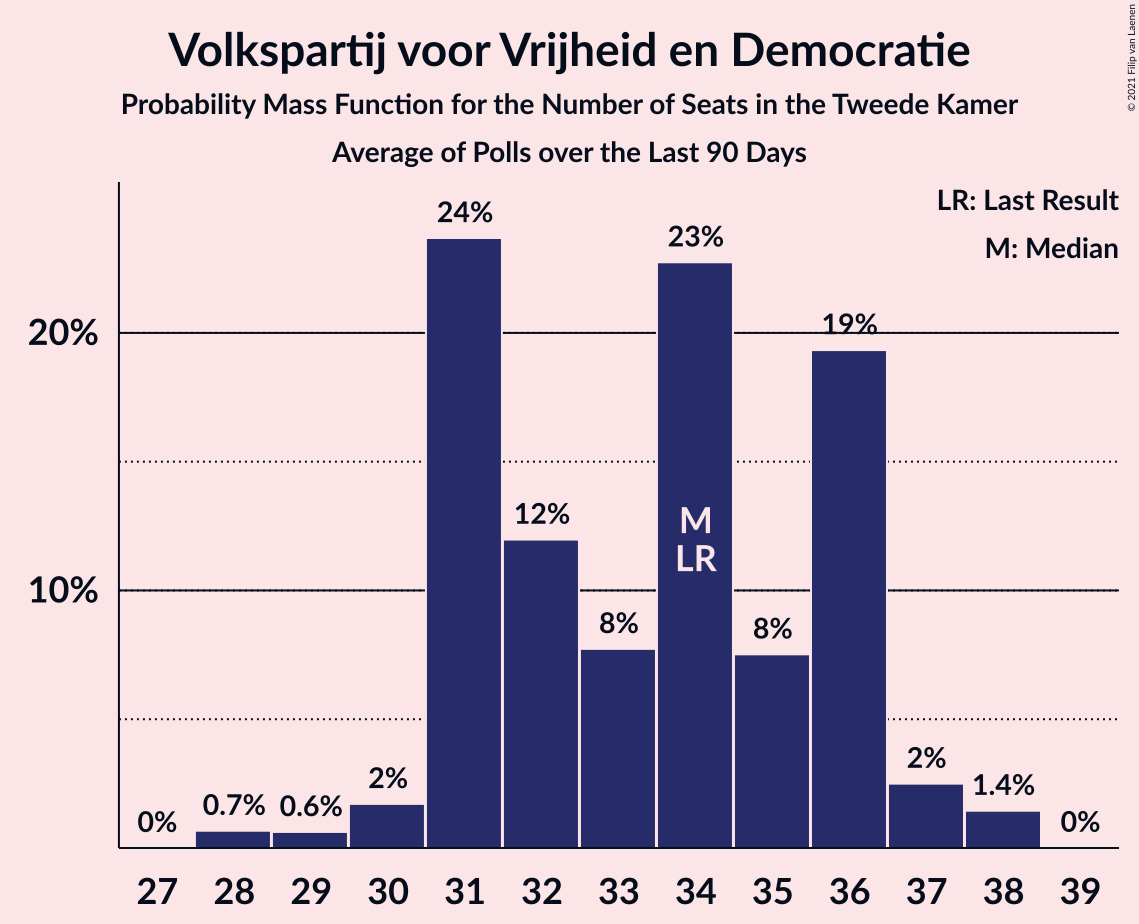 Volkspartij voor Vrijheid en Democratie
Probability Mass Function for the Number of Seats in the Tweede Kamer
Average of Polls over the Last 90 Days
© 2021 Filip van Laenen
LR: Last Result
M: Median
20%
10%
0%
0.7%
0.6%
2%
24%
12%
8%
23%
8%
19%
2%
1.4%
0%
M
LR
27 28 29 30 31 32 33 34 35 36 37 38 39